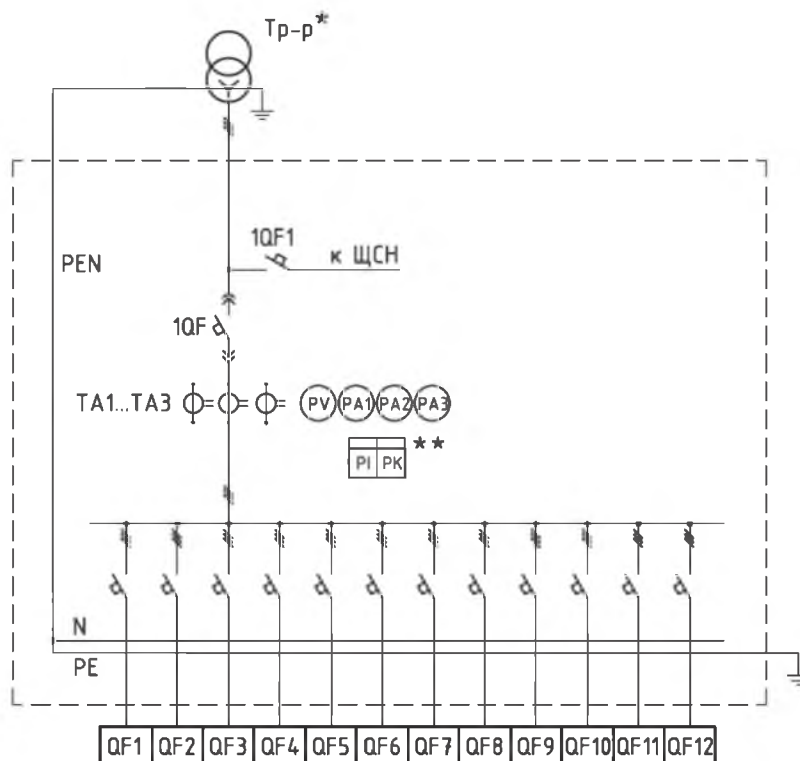 Тр-р*
1QF1
к ЩСН
PEN
1QF
TA1...TA3
PV PA1 PA2 PA3
**
PI PK
N
PE
QF1 QF2 QF3 QF4 QF5 QF6 QF7 QF8 QF9 QF10 QF11 QF12